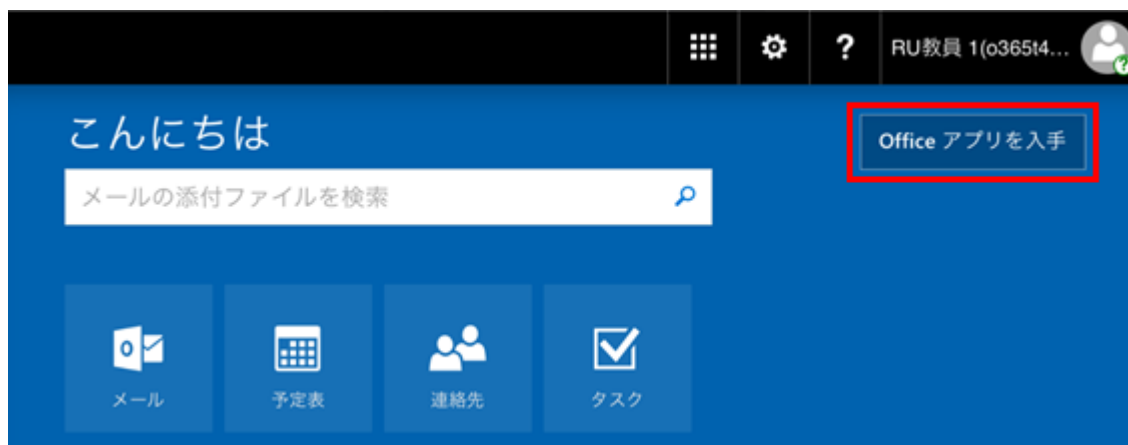 ? RU教員 1(o365t4...
こんにちは
Office アプリを入手
メールの添付ファイルを検索
メール
予定表
連絡先
タスク